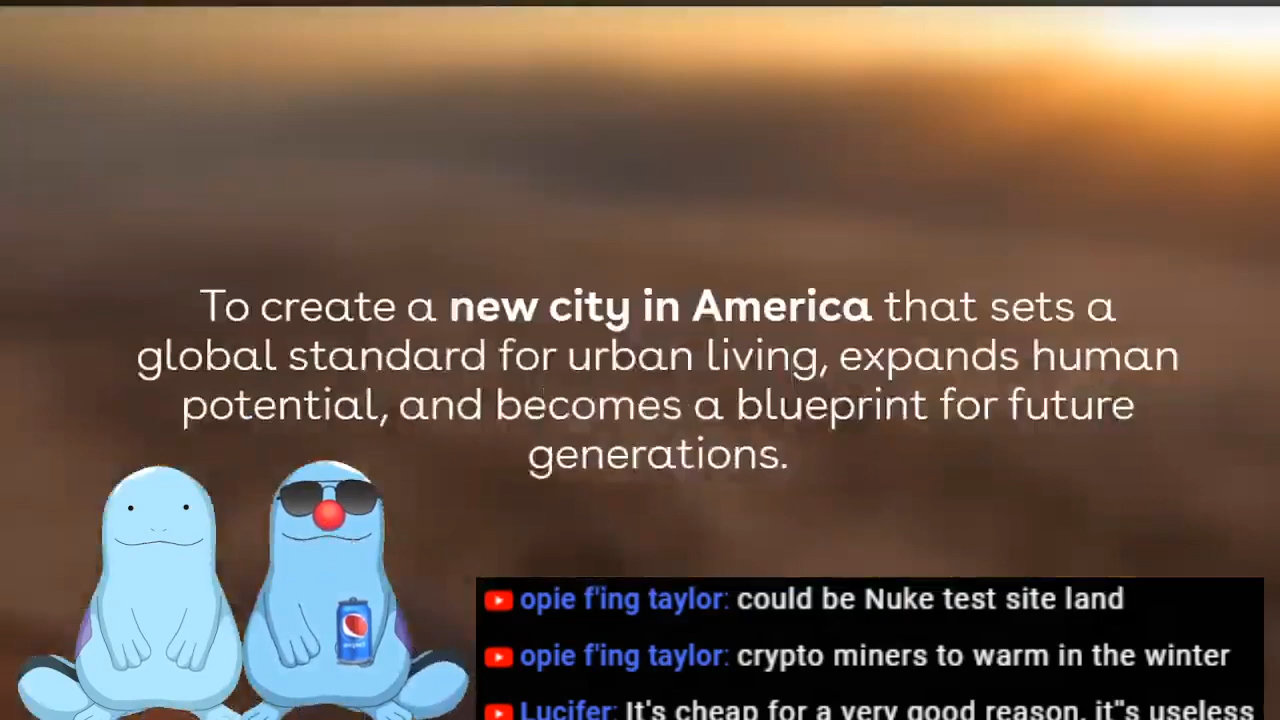 To create a new city in America that sets a
global standard for urban living, expands human
potential, and becomes a blueprint for future
generations.
opie f'ing taylor: could be Nuke test site land
opie f'ing taylor: crypto miners to warm in the winter
Lucifer: It's cheap for a very good reason, it"s useless